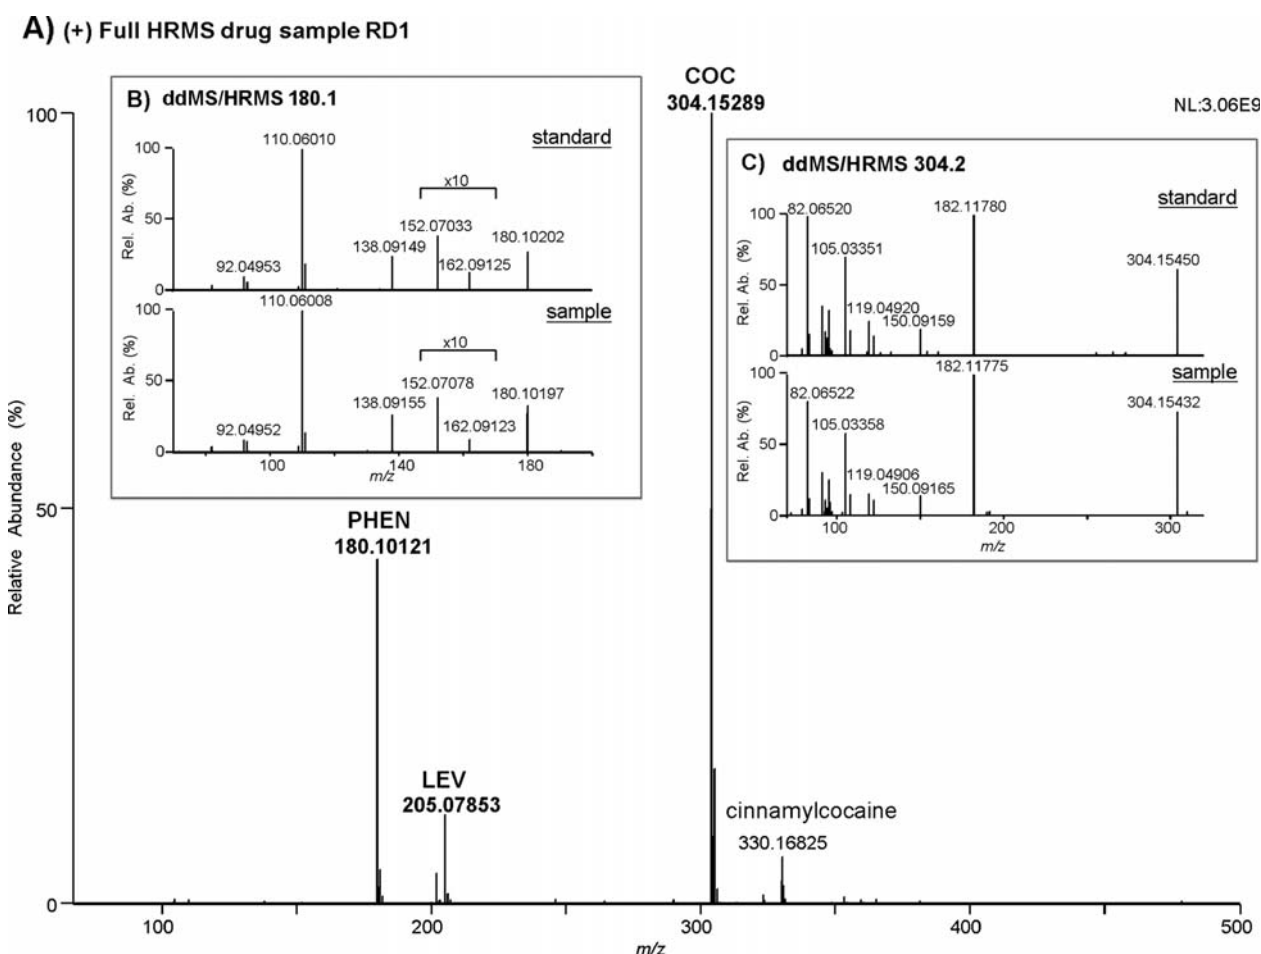 A) (+) Full HRMS drug sample RD1
COC
304.15289
NL:3.06E9
100
50
0
Relative Abundance (%)
B) ddMS/HRMS 180.1
standard
110.06010
100
50
0
Rel. Ab. (%)
x10
152.07033
138.09149
180.10202
162.09125
92.04953
sample
110.06008
100
50
0
Rel. Ab. (%)
x10
152.07078
138.09155
180.10197
162.09123
92.04952
100
140
180
m/z
C) ddMS/HRMS 304.2
standard
100
50
0
Rel. Ab. (%)
82.06520
182.11780
105.03351
304.15450
119.04920
150.09159
sample
100
50
0
Rel. Ab. (%)
182.11775
82.06522
304.15432
105.03358
119.04906
150.09165
100
200
300
m/z
PHEN
180.10121
LEV
205.07853
cinnamylcocaine
330.16825
100
200
300
400
500
m/z